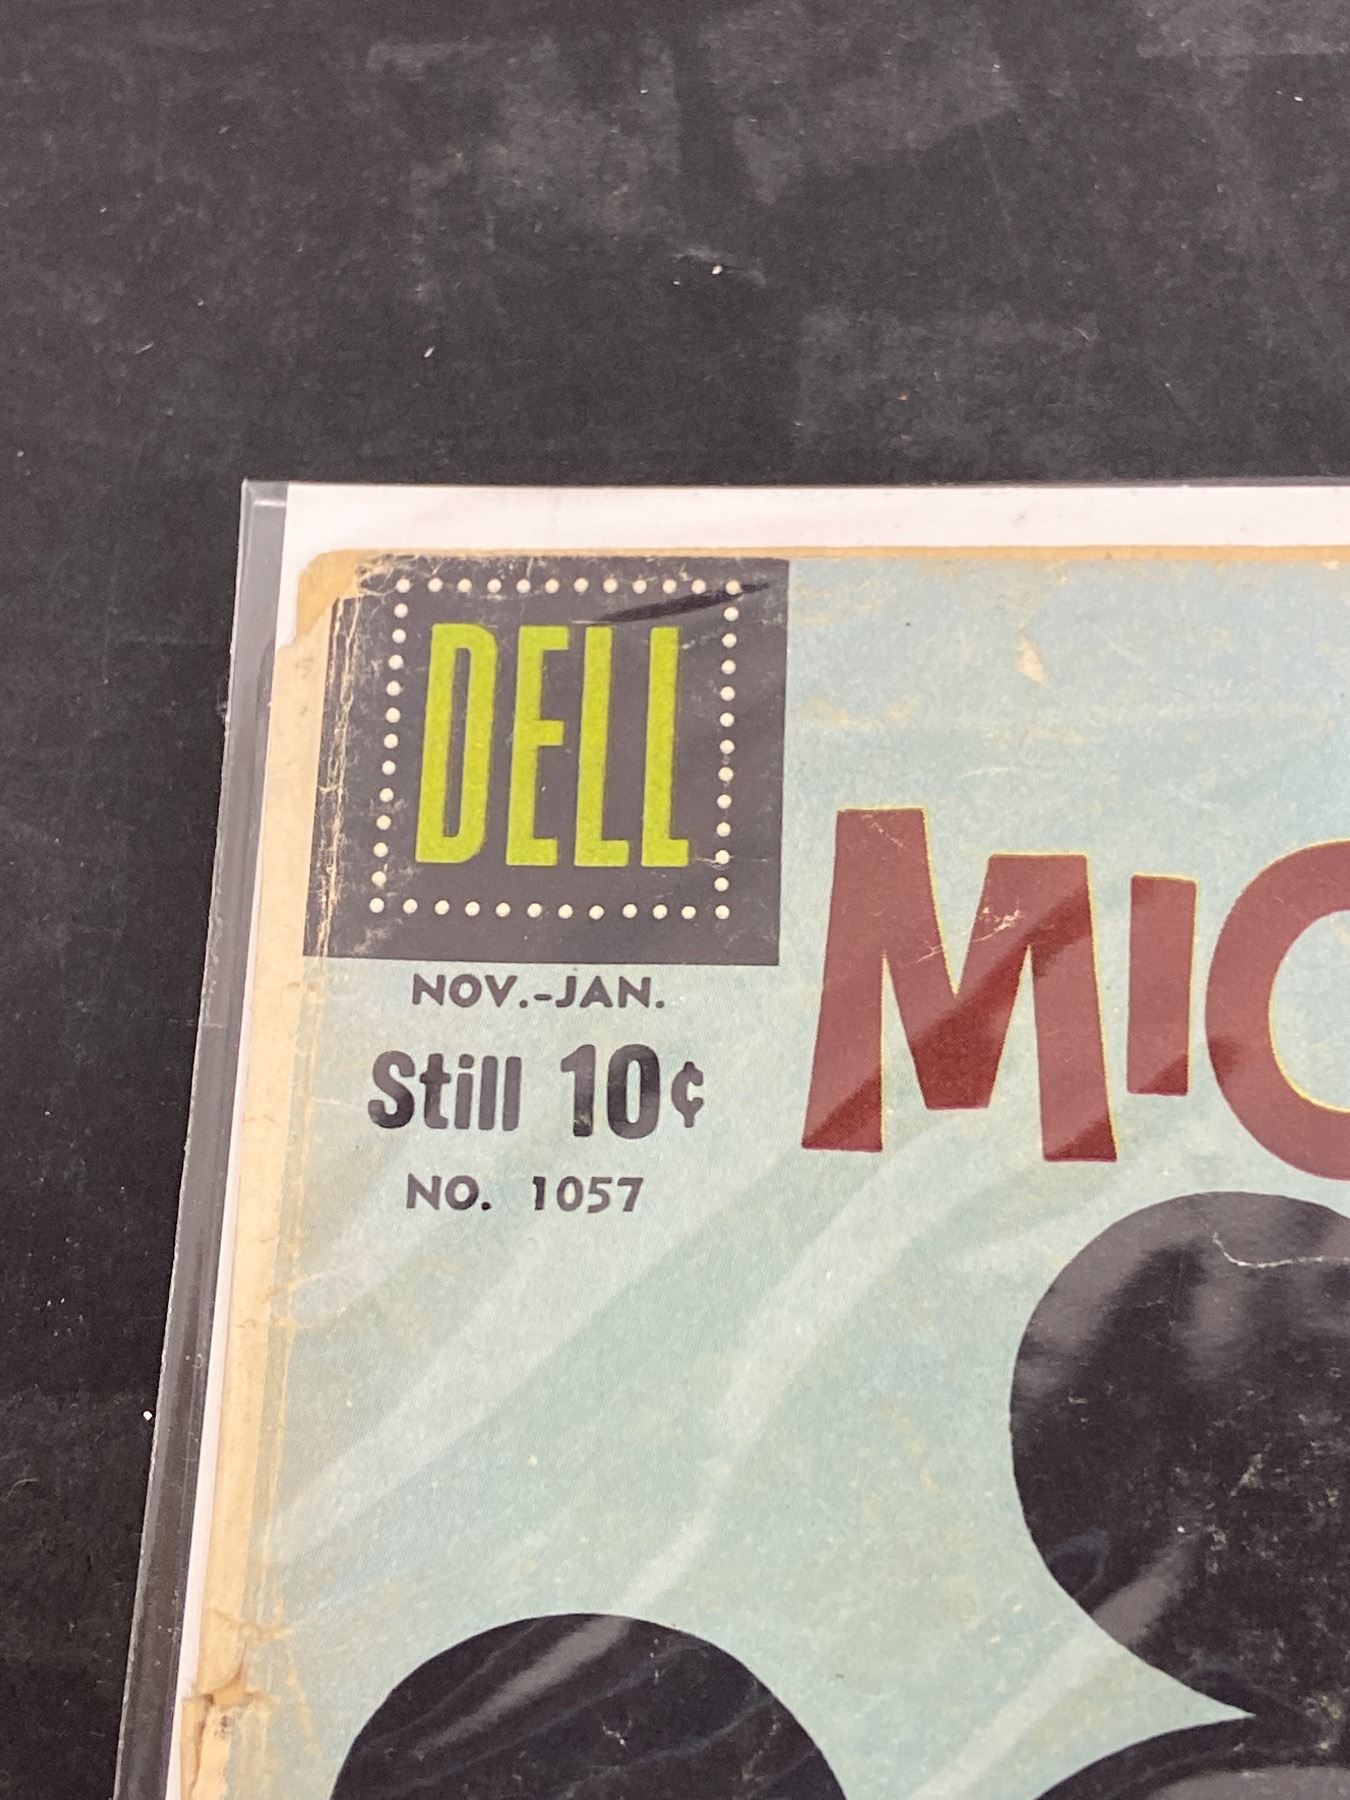 DELL
NOV.-JAN.
Still 10¢
NO. 1057
MIC